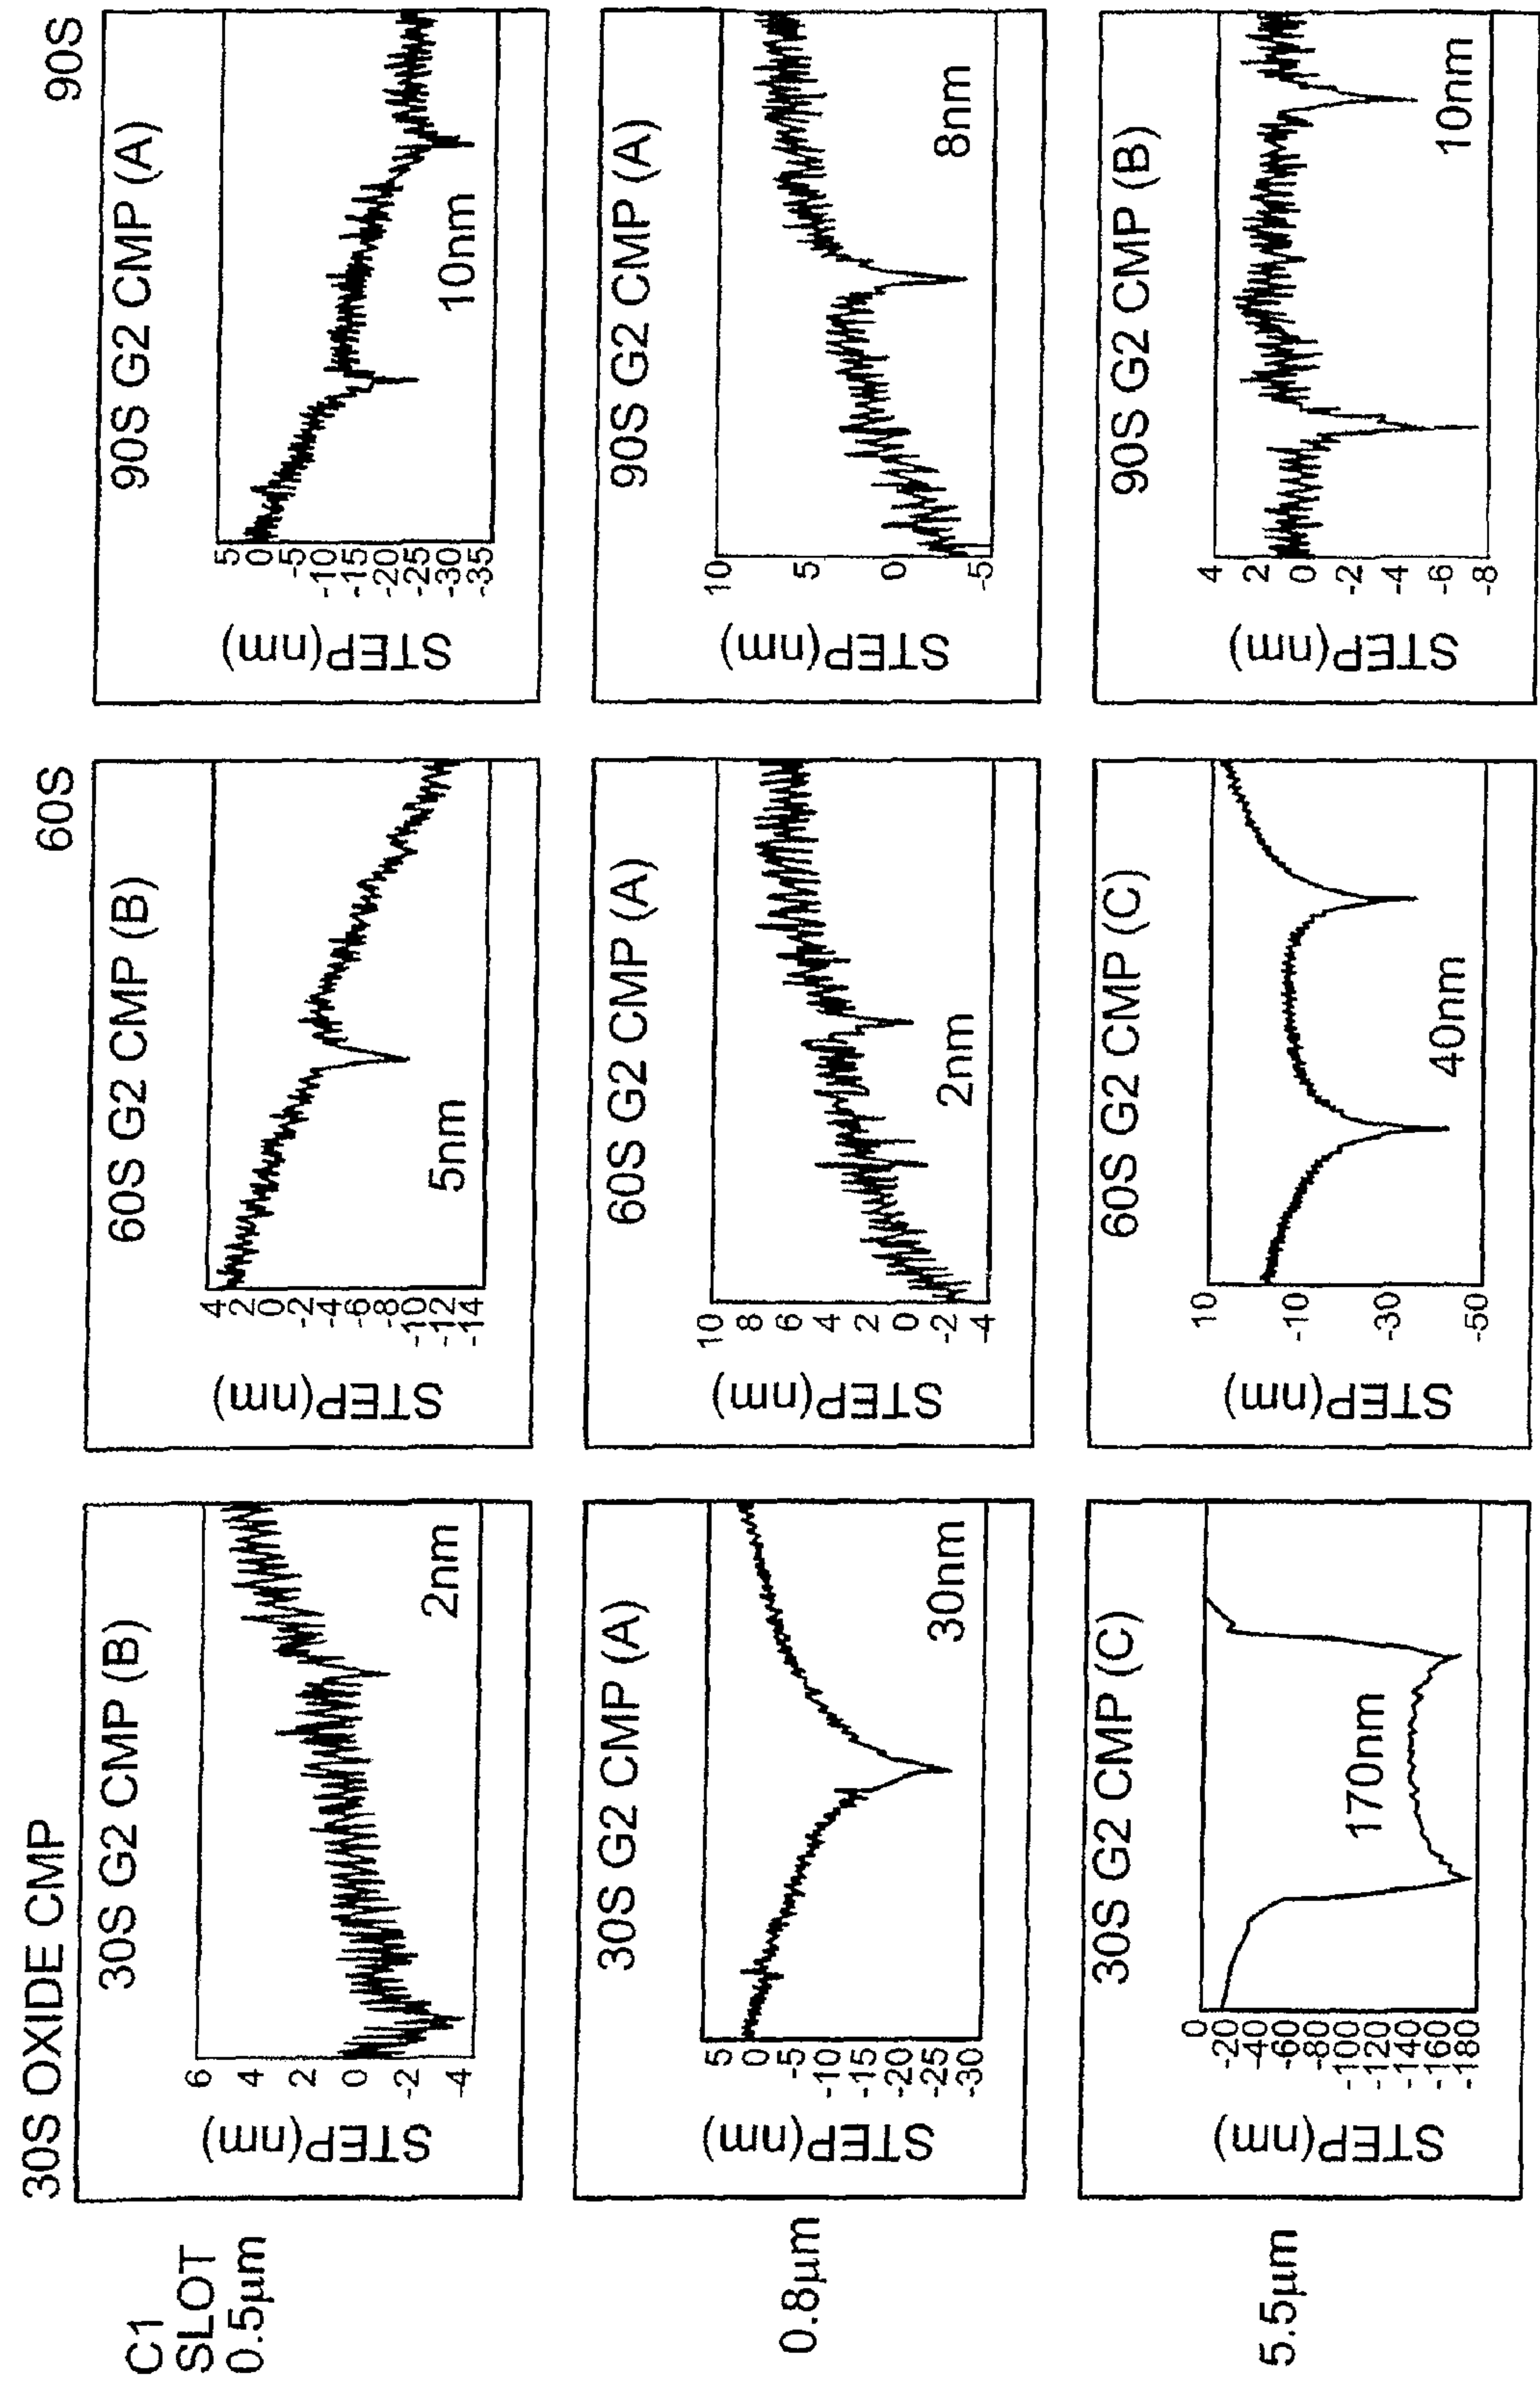 30S OXIDE CMP
60S
90S
C1
SLOT
0.5μm
30S G2 CMP (B)
STEP(nm)
6
4
2
0
-2
-4
2nm
60S G2 CMP (B)
STEP(nm)
4
2
0
-2
-4
-6
-8
-10
-12
-14
5nm
90S G2 CMP (A)
STEP(nm)
5
0
-5
-10
-15
-20
-25
-30
-35
10nm
0.8μm
30S G2 CMP (A)
STEP(nm)
5
0
-5
-10
-15
-20
-25
-30
30nm
60S G2 CMP (A)
STEP(nm)
10
8
6
4
2
0
-2
-4
2nm
90S G2 CMP (A)
STEP(nm)
10
5
0
-5
8nm
5.5μm
30S G2 CMP (C)
STEP(nm)
0
-20
-40
-60
-80
-100
-120
-140
-160
-180
170nm
60S G2 CMP (C)
STEP(nm)
10
-10
-30
-50
40nm
90S G2 CMP (B)
STEP(nm)
4
2
0
-2
-4
-6
-8
10nm